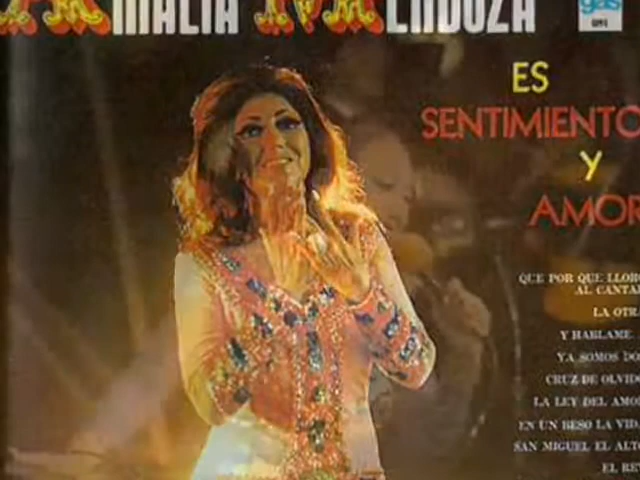 AMALIA MENDOZA
gas
ES
SENTIMIENTO
Y
AMOR
QUE POR QUE LLORO
AL CANTAR
LA OTRA
Y HABLAME
YA SOMOS DOS
CRUZ DE OLVIDO
LA LEY DEL AMOR
EN UN BESO LA VIDA
SAN MIGUEL EL ALTO
EL REY